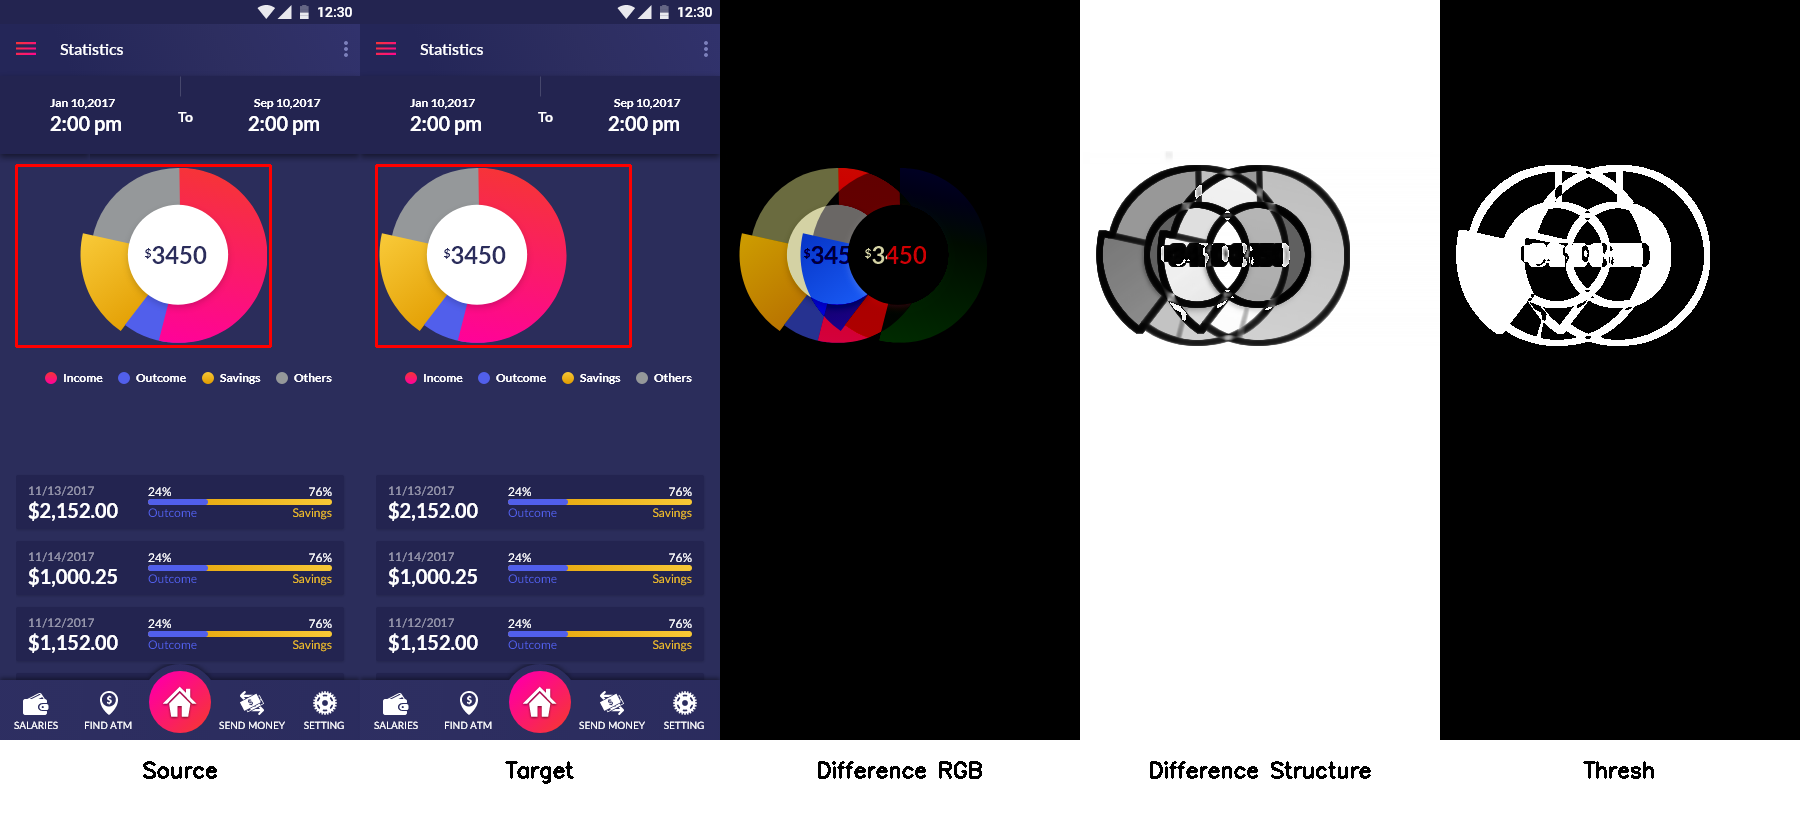 12:30
Statistics
Jan 10,2017
Sep 10,2017
2:00 pm
To
2:00 pm
$3450
Income
Outcome
Savings
Others
11/13/2017
24%
76%
$2,152.00
Outcome
Savings
11/14/2017
24%
76%
$1,000.25
Outcome
Savings
11/12/2017
24%
76%
$1,152.00
Outcome
Savings
SALARIES
FIND ATM
SEND MONEY
SETTING
Source
12:30
Statistics
Jan 10,2017
Sep 10,2017
2:00 pm
To
2:00 pm
$3450
Income
Outcome
Savings
Others
11/13/2017
24%
76%
$2,152.00
Outcome
Savings
11/14/2017
24%
76%
$1,000.25
Outcome
Savings
11/12/2017
24%
76%
$1,152.00
Outcome
Savings
SALARIES
FIND ATM
SEND MONEY
SETTING
Target
$345
$3450
Difference RGB
Difference Structure
Thresh